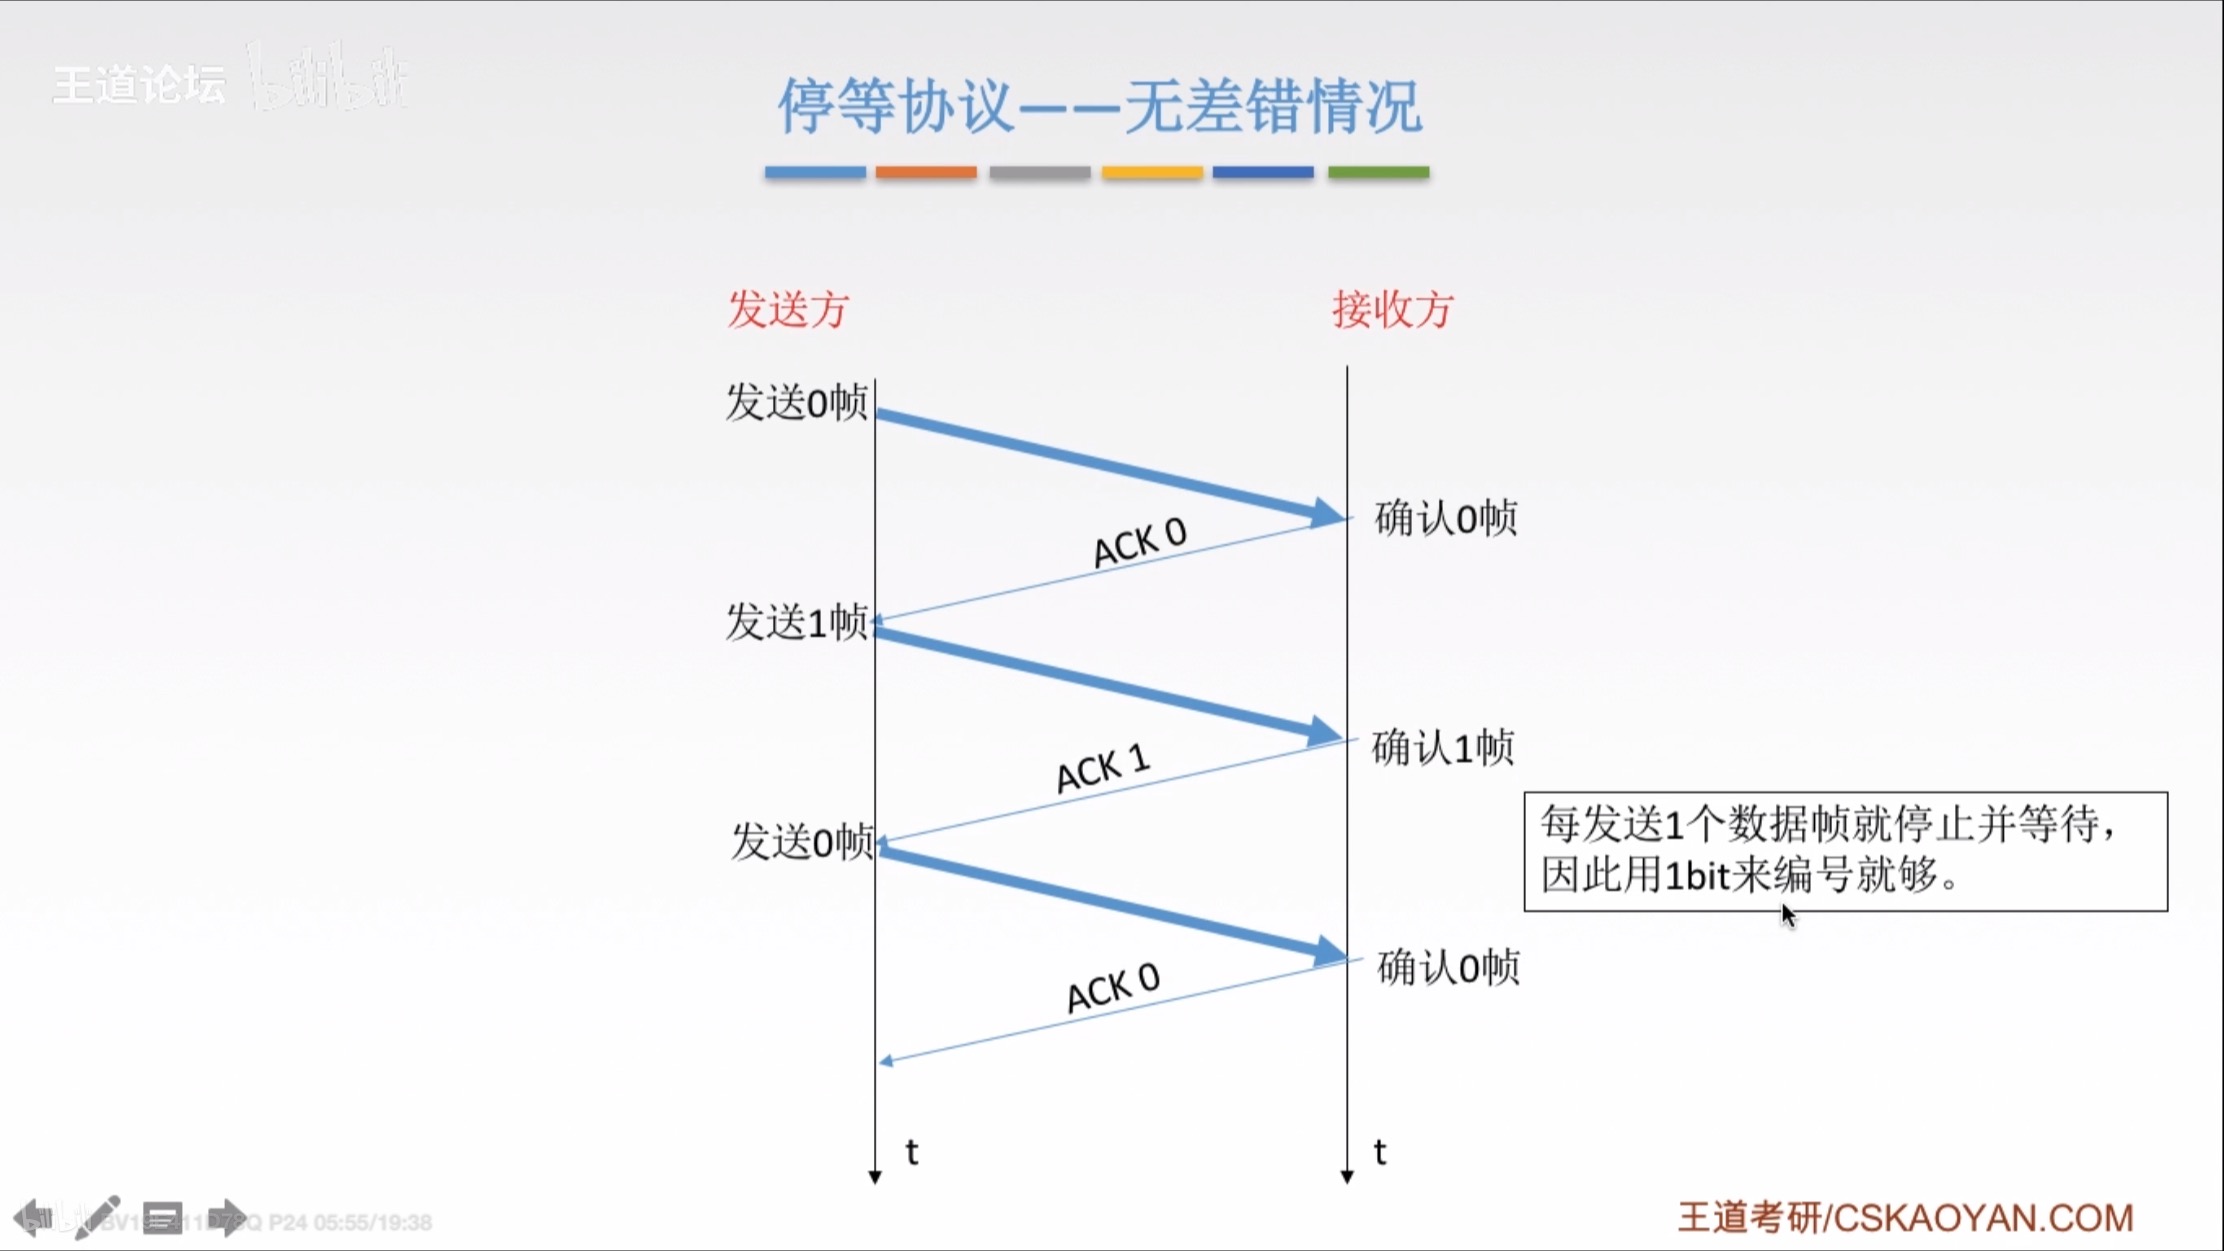 王道论坛 bilibili
停等协议——无差错情况
发送方
接收方
发送0帧
确认0帧
ACK 0
发送1帧
确认1帧
ACK 1
每发送1个数据帧就停止并等待，
因此用1bit来编号就够。
发送0帧
确认0帧
ACK 0
t
t
P24 05:55/19:38
王道考研/CSKAOYAN.COM